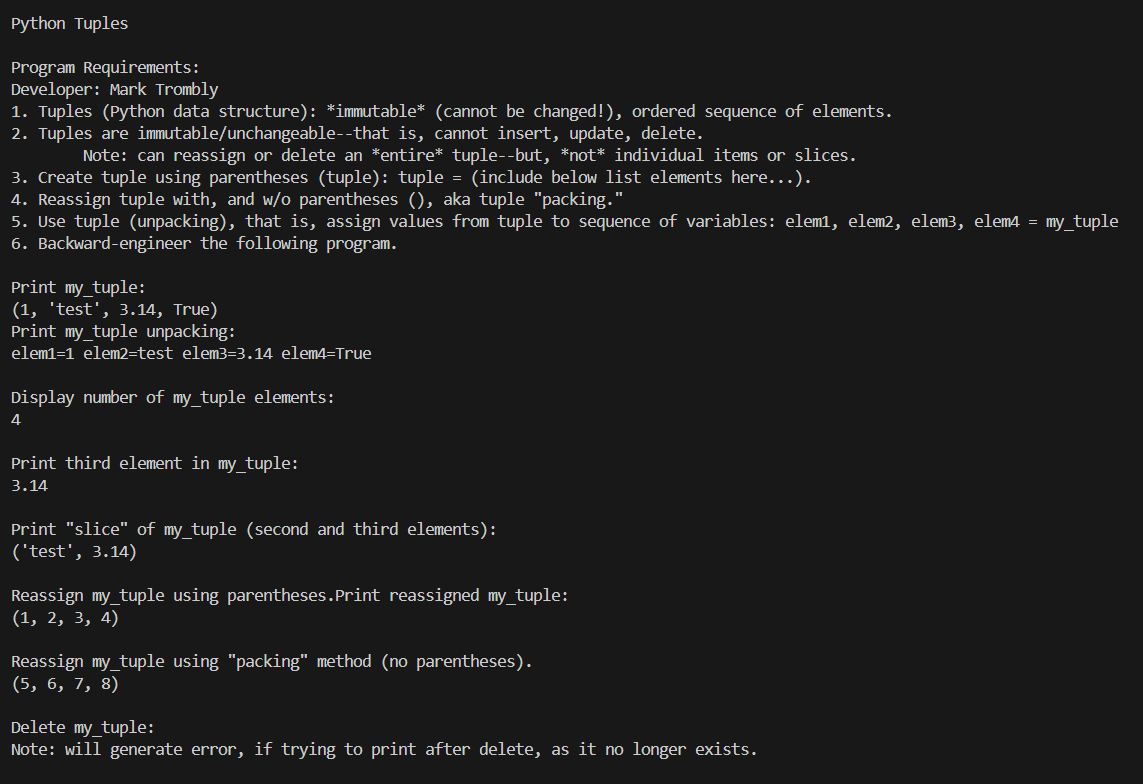 Python Tuples
Program Requirements:
Developer: Mark Trombly
1. Tuples (Python data structure): *immutable* (cannot be changed!), ordered sequence of elements.
2. Tuples are immutable/unchangeable--that is, cannot insert, update, delete.
Note: can reassign or delete an *entire* tuple--but, *not* individual items or slices.
3. Create tuple using parentheses (tuple): tuple = (include below list elements here...).
4. Reassign tuple with, and w/o parentheses (), aka tuple "packing."
5. Use tuple (unpacking), that is, assign values from tuple to sequence of variables: elem1, elem2, elem3, elem4 = my_tuple
6. Backward-engineer the following program.
Print my_tuple:
(1, 'test', 3.14, True)
Print my_tuple unpacking:
elem1=1 elem2=test elem3=3.14 elem4=True
Display number of my_tuple elements:
4
Print third element in my_tuple:
3.14
Print "slice" of my_tuple (second and third elements):
('test', 3.14)
Reassign my_tuple using parentheses.Print reassigned my_tuple:
(1, 2, 3, 4)
Reassign my_tuple using "packing" method (no parentheses).
(5, 6, 7, 8)
Delete my_tuple:
Note: will generate error, if trying to print after delete, as it no longer exists.